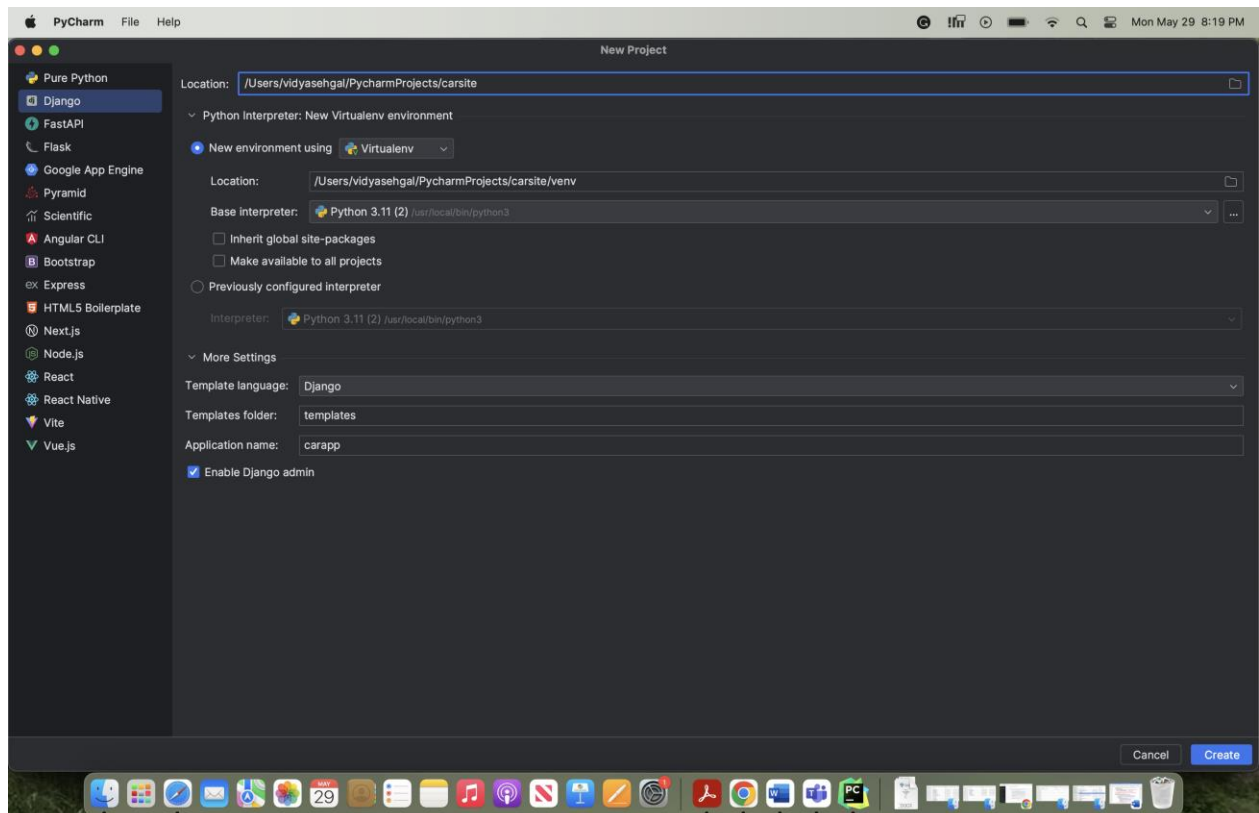 PyCharm File Help Mon May 29 8:19 PM
New Project
Pure Python
Django
FastAPI
Flask
Google App Engine
Pyramid
Scientific
Angular CLI
Bootstrap
Express
HTML5 Boilerplate
Next.js
Node.js
React
React Native
Vite
Vue.js
Location: /Users/vidyasehgal/PycharmProjects/carsite
Python Interpreter: New Virtualenv environment
New environment using Virtualenv
Location: /Users/vidyasehgal/PycharmProjects/carsite/venv
Base interpreter: Python 3.11 (2) /usr/local/bin/python3 ...
Inherit global site-packages
Make available to all projects
Previously configured interpreter
Interpreter: Python 3.11 (2) /usr/local/bin/python3
More Settings
Template language: Django
Templates folder: templates
Application name: carapp
Enable Django admin
Cancel Create
MAY
29
1
PC